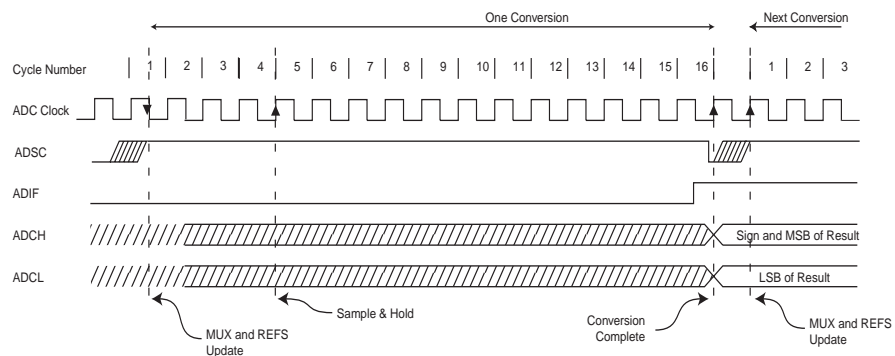 One Conversion
Next Conversion
Cycle Number 1 2 3 4 5 6 7 8 9 10 11 12 13 14 15 16 1 2 3
ADC Clock
ADSC
ADIF
ADCH
Sign and MSB of Result
ADCL
LSB of Result
MUX and REFS
Update
Sample & Hold
Conversion
Complete
MUX and REFS
Update